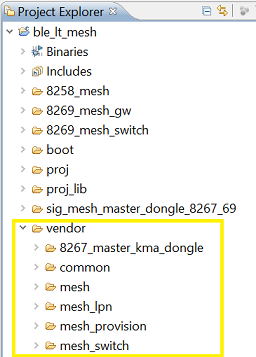 Project Explorer
ble_lt_mesh
Binaries
Includes
8258_mesh
8269_mesh_gw
8269_mesh_switch
boot
proj
proj_lib
sig_mesh_master_dongle_8267_69
vendor
8267_master_kma_dongle
common
mesh
mesh_lpn
mesh_provision
mesh_switch